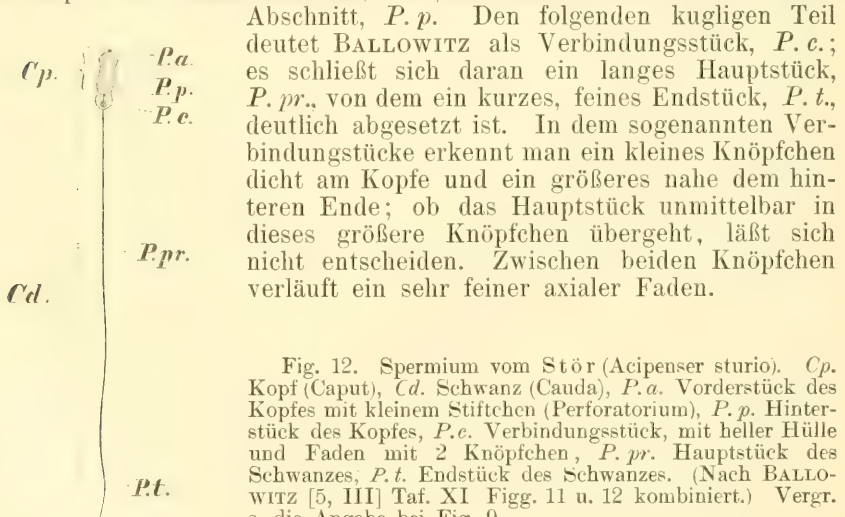 Abschnitt, P. p. Den folgenden kugligen Teil
deutet BALLOWITZ als Verbindungsstück, P. c.;
es schließt sich daran ein langes Hauptstück,
P. pr., von dem ein kurzes, feines Endstück, P. t.,
deutlich abgesetzt ist. In dem sogenannten Ver-
bindungstücke erkennt man ein kleines Knöpfchen
dicht am Kopfe und ein größeres nahe dem hin-
teren Ende; ob das Hauptstück unmittelbar in
dieses größere Knöpfchen übergeht, läßt sich
nicht entscheiden. Zwischen beiden Knöpfchen
verläuft ein sehr feiner axialer Faden.
Cp.
P.a.
P.p.
P.c.
P.pr.
Cd.
P.t.
Fig. 12. Spermium vom Stör (Acipenser sturio). Cp.
Kopf (Caput), Cd. Schwanz (Cauda), P. a. Vorderstück des
Kopfes mit kleinem Stiftchen (Perforatorium), P. p. Hinter-
stück des Kopfes, P. c. Verbindungsstück, mit heller Hülle
und Faden mit 2 Knöpfchen, P. pr. Hauptstück des
Schwanzes, P. t. Endstück des Schwanzes. (Nach BALLO-
WITZ [5, III] Taf. XI Figg. 11 u. 12 kombiniert.) Vergr.